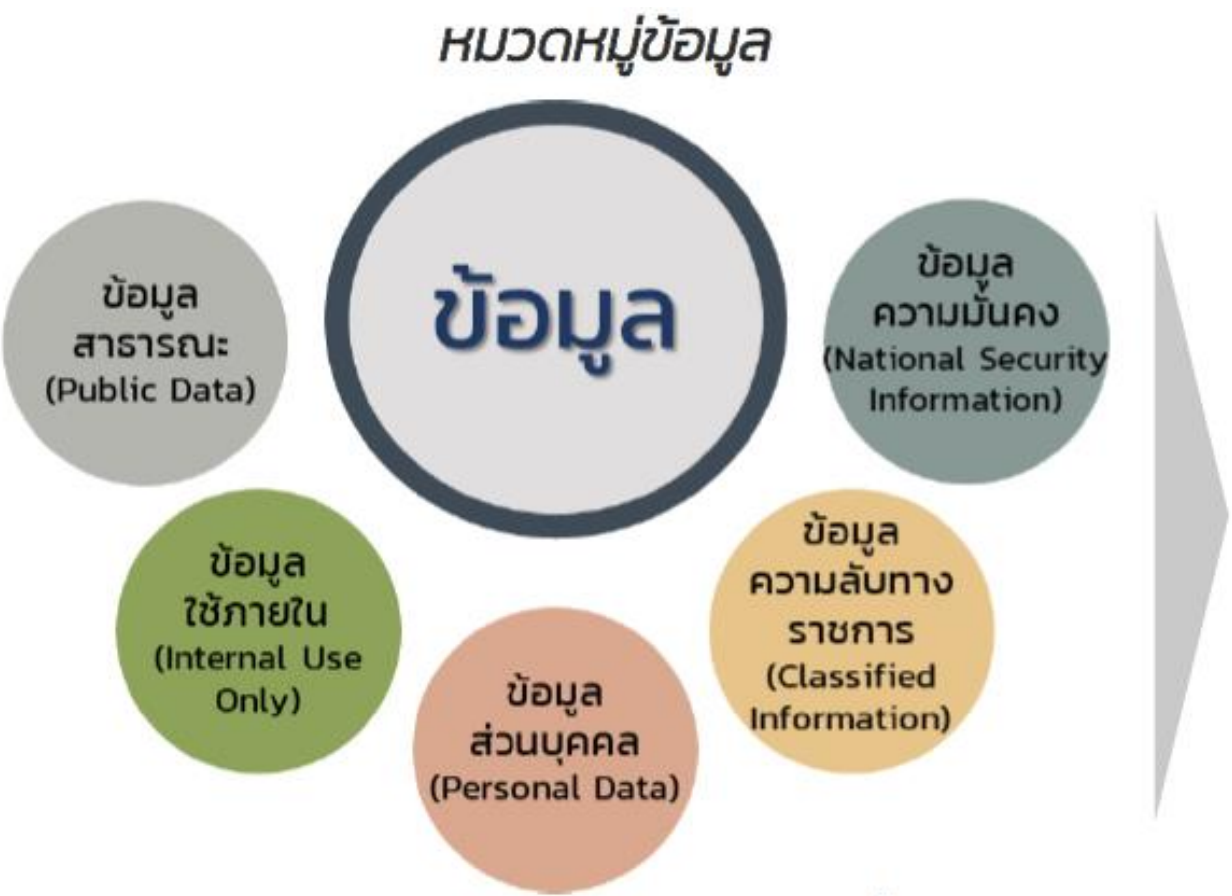 หมวดหมู่ข้อมูล
ข้อมูล
ข้อมูล
สาธารณะ
(Public Data)
ข้อมูล
ใช้ภายใน
(Internal Use
Only)
ข้อมูล
ส่วนบุคคล
(Personal Data)
ข้อมูล
ความลับทาง
ราชการ
(Classified
Information)
ข้อมูล
ความมั่นคง
(National Security
Information)